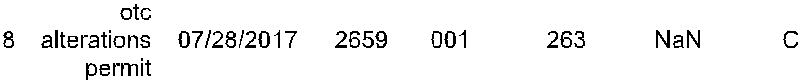 otc
8 alterations 07/28/2017 2659 001 263 NaN C
permit